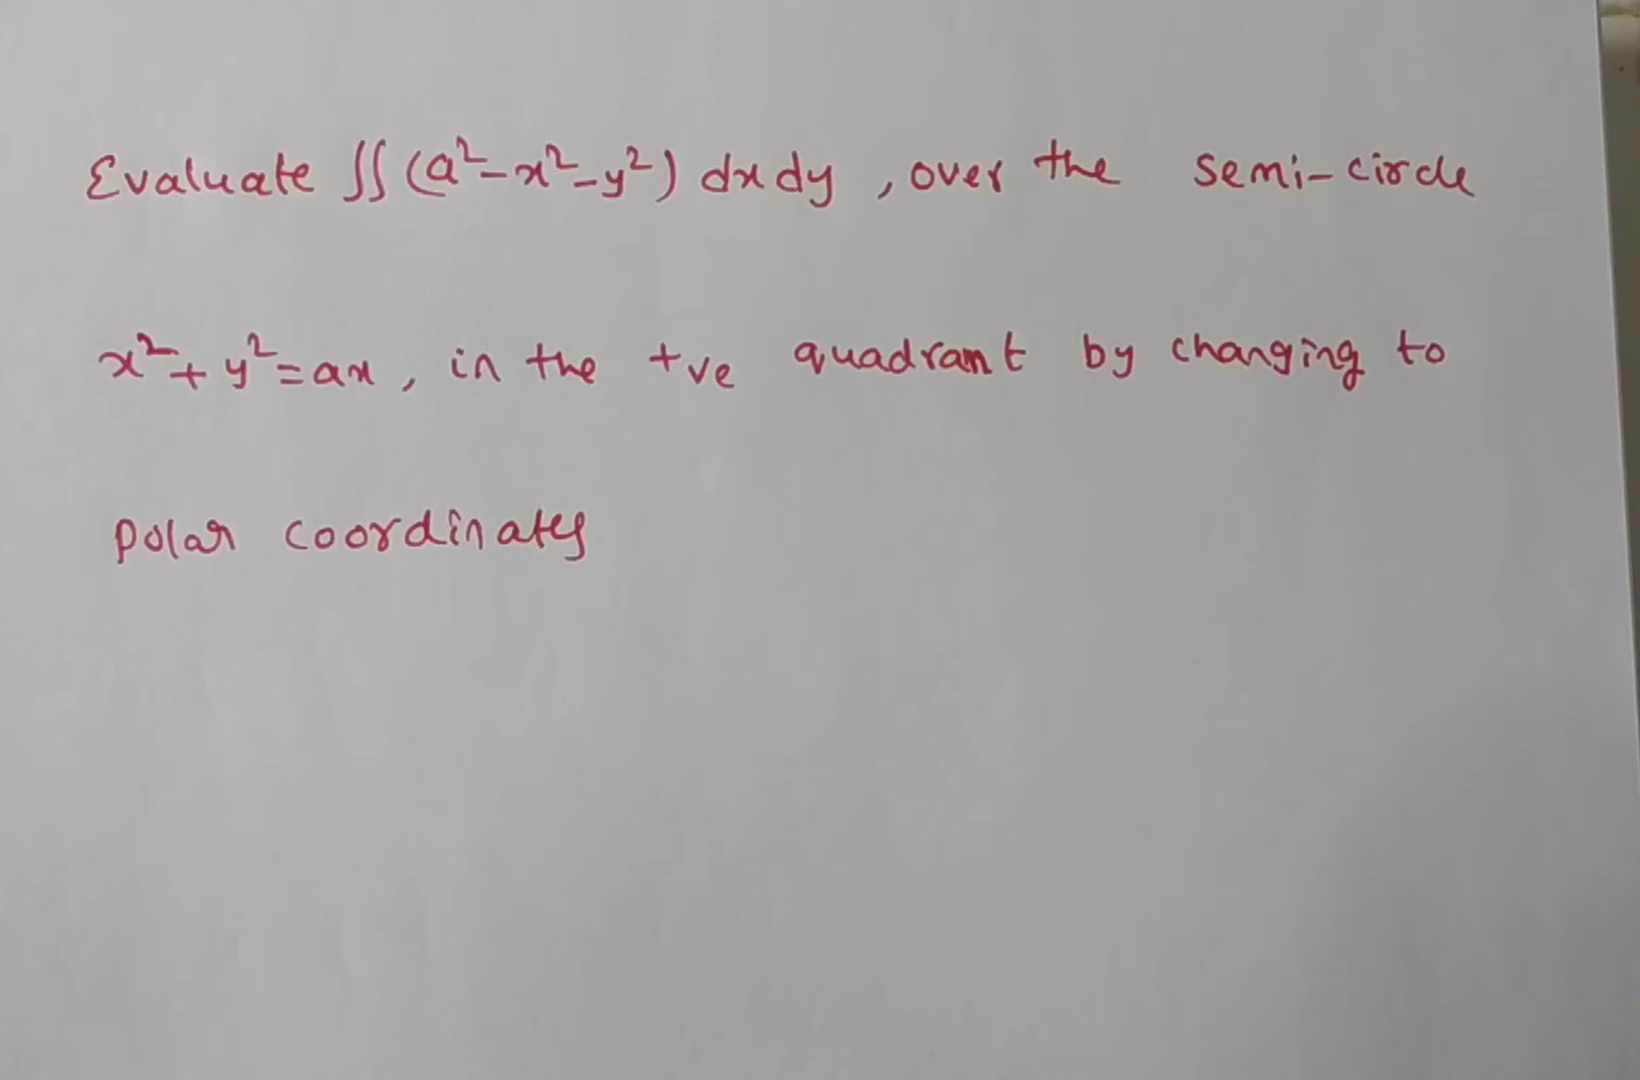 Evaluate ∬(a²-x²-y²) dx dy , over the semi-circle
x²+y²=ax , in the +ve quadrant by changing to
polar coordinates